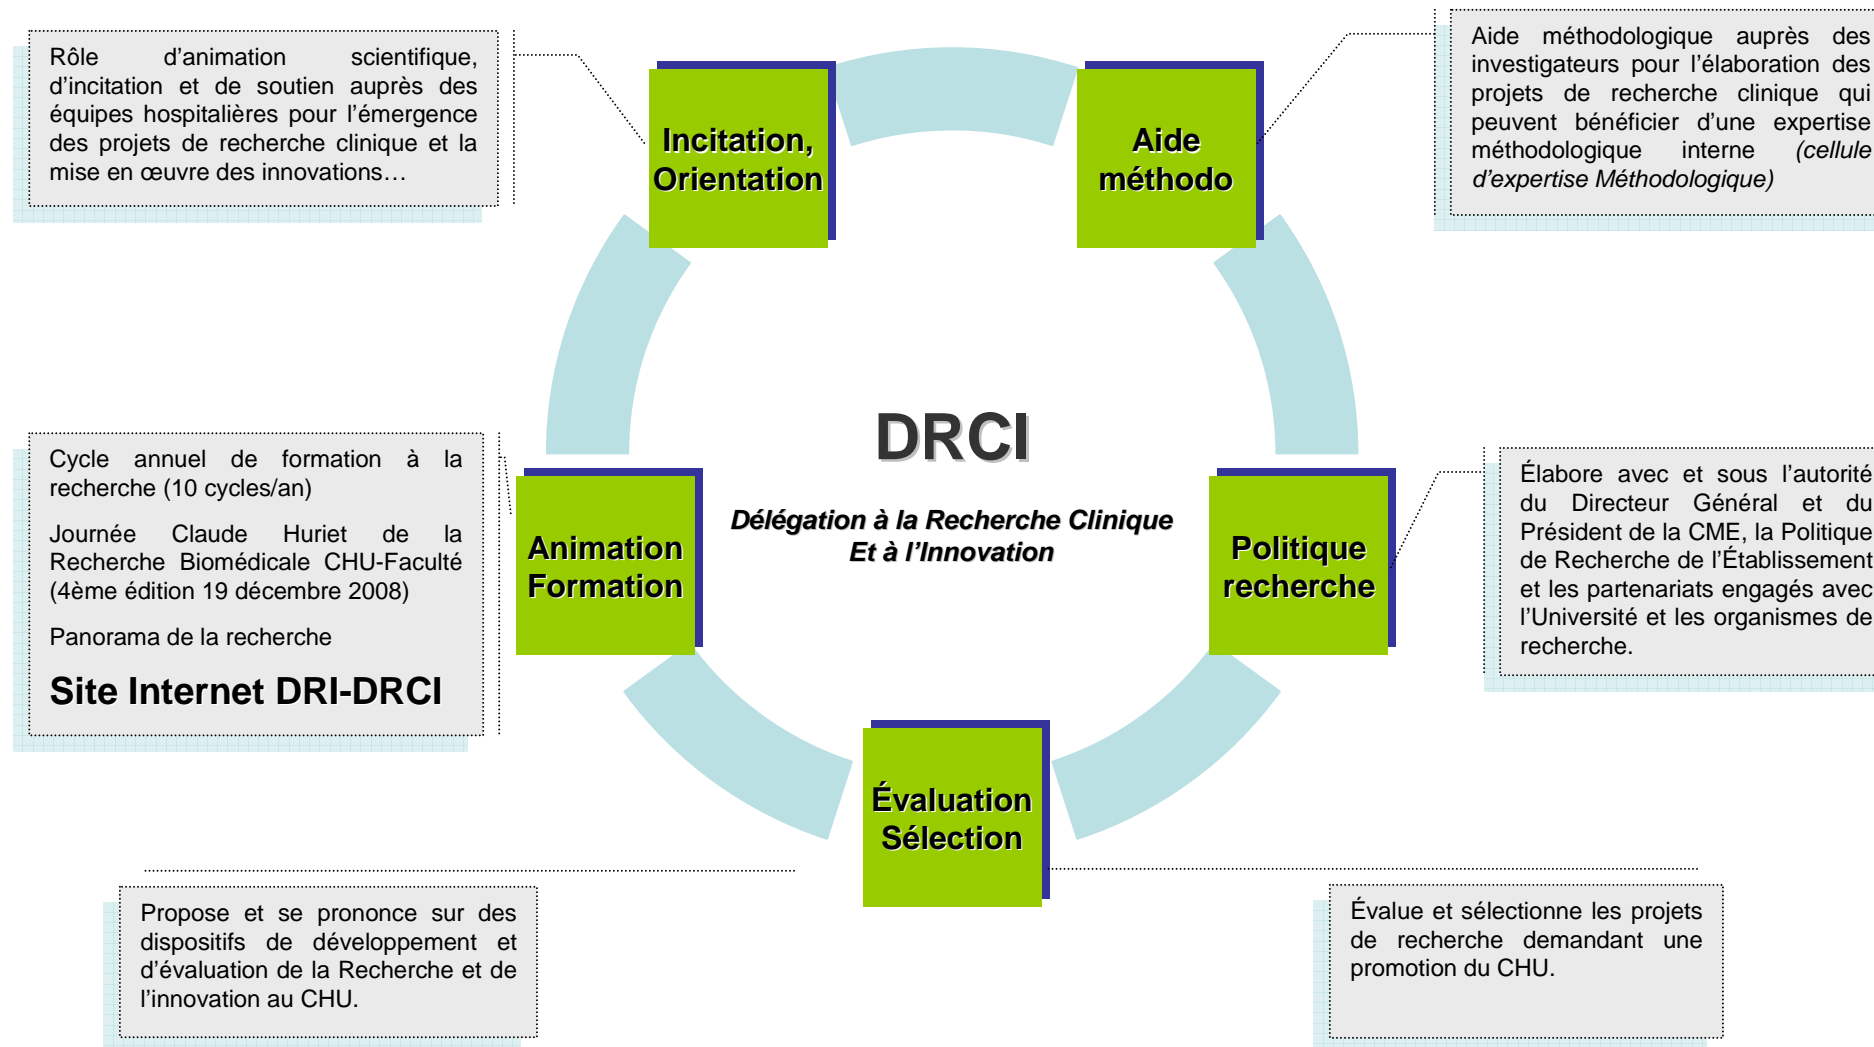 Rôle d'animation scientifique,
d'incitation et de soutien auprès des
équipes hospitalières pour l'émergence
des projets de recherche clinique et la
mise en œuvre des innovations…
Incitation,
Orientation
Aide
méthodo
Aide méthodologique auprès des
investigateurs pour l'élaboration des
projets de recherche clinique qui
peuvent bénéficier d'une expertise
méthodologique interne (cellule
d'expertise Méthodologique)
Cycle annuel de formation à la
recherche (10 cycles/an)
Journée Claude Huriet de la
Recherche Biomédicale CHU-Faculté
(4ème édition 19 décembre 2008)
Panorama de la recherche
Site Internet DRI-DRCI
Animation
Formation
DRCI
Délégation à la Recherche Clinique
Et à l'Innovation
Politique
recherche
Élabore avec et sous l'autorité
du Directeur Général et du
Président de la CME, la Politique
de Recherche de l'Établissement
et les partenariats engagés avec
l'Université et les organismes de
recherche.
Évaluation
Sélection
Propose et se prononce sur des
dispositifs de développement et
d'évaluation de la Recherche et de
l'innovation au CHU.
Évalue et sélectionne les projets
de recherche demandant une
promotion du CHU.